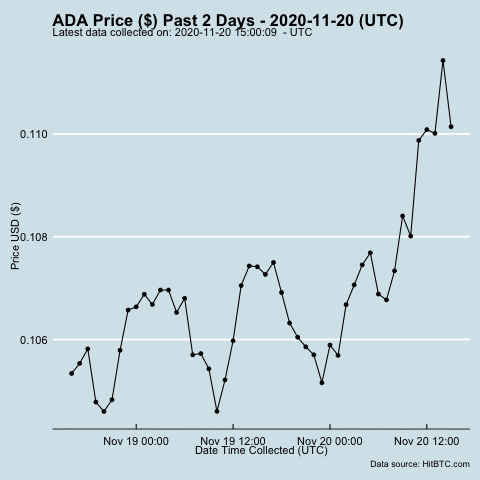 ADA Price ($) Past 2 Days - 2020-11-20 (UTC)
Latest data collected on: 2020-11-20 15:00:09 - UTC
0.110
0.108
0.106
Price USD ($)
Nov 19 00:00 Nov 19 12:00 Nov 20 00:00 Nov 20 12:00
Date Time Collected (UTC)
Data source: HitBTC.com